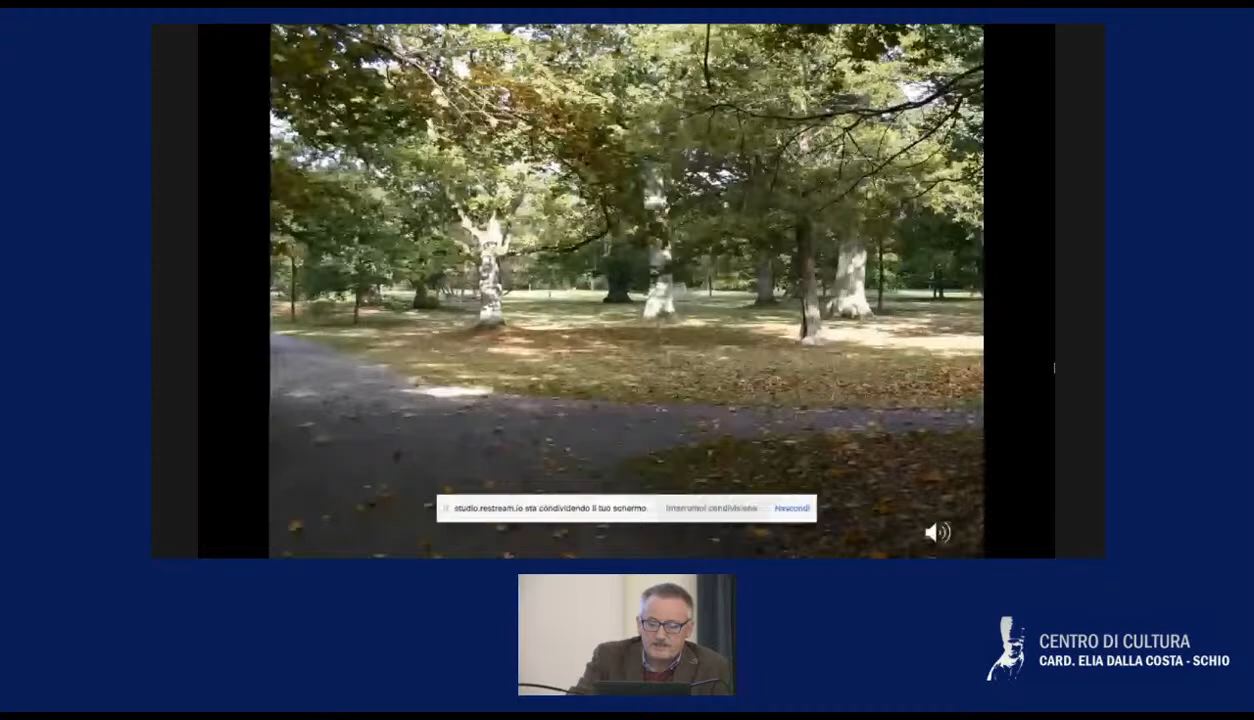 studio.restream.io sta condividendo il tuo schermo.
Interrompi condivisione
Nascondi
CENTRO DI CULTURA
CARD. ELIA DALLA COSTA - SCHIO